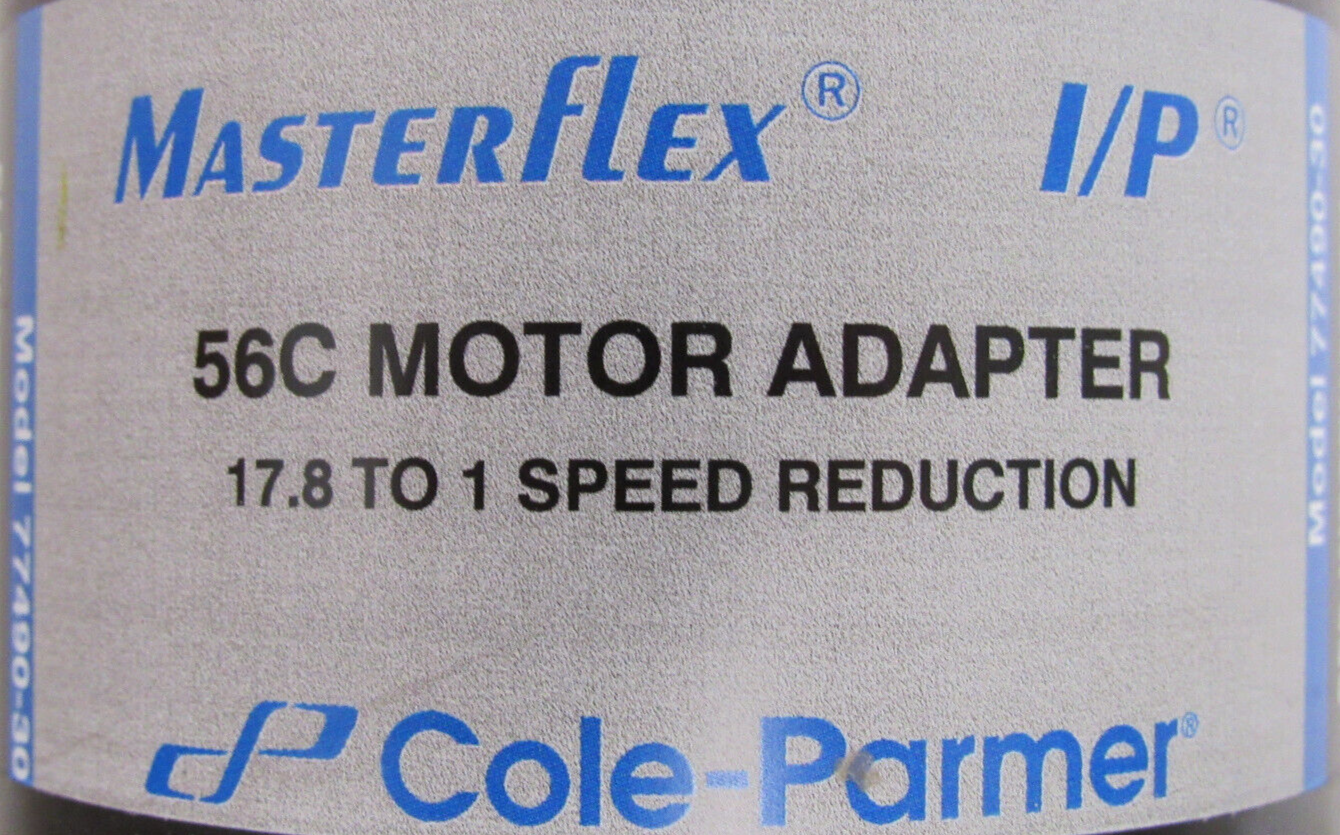 MASTERFLEX® I/P®
56C MOTOR ADAPTER
17.8 TO 1 SPEED REDUCTION
Cole-Parmer®
Model 77490-30
Model 77490-30